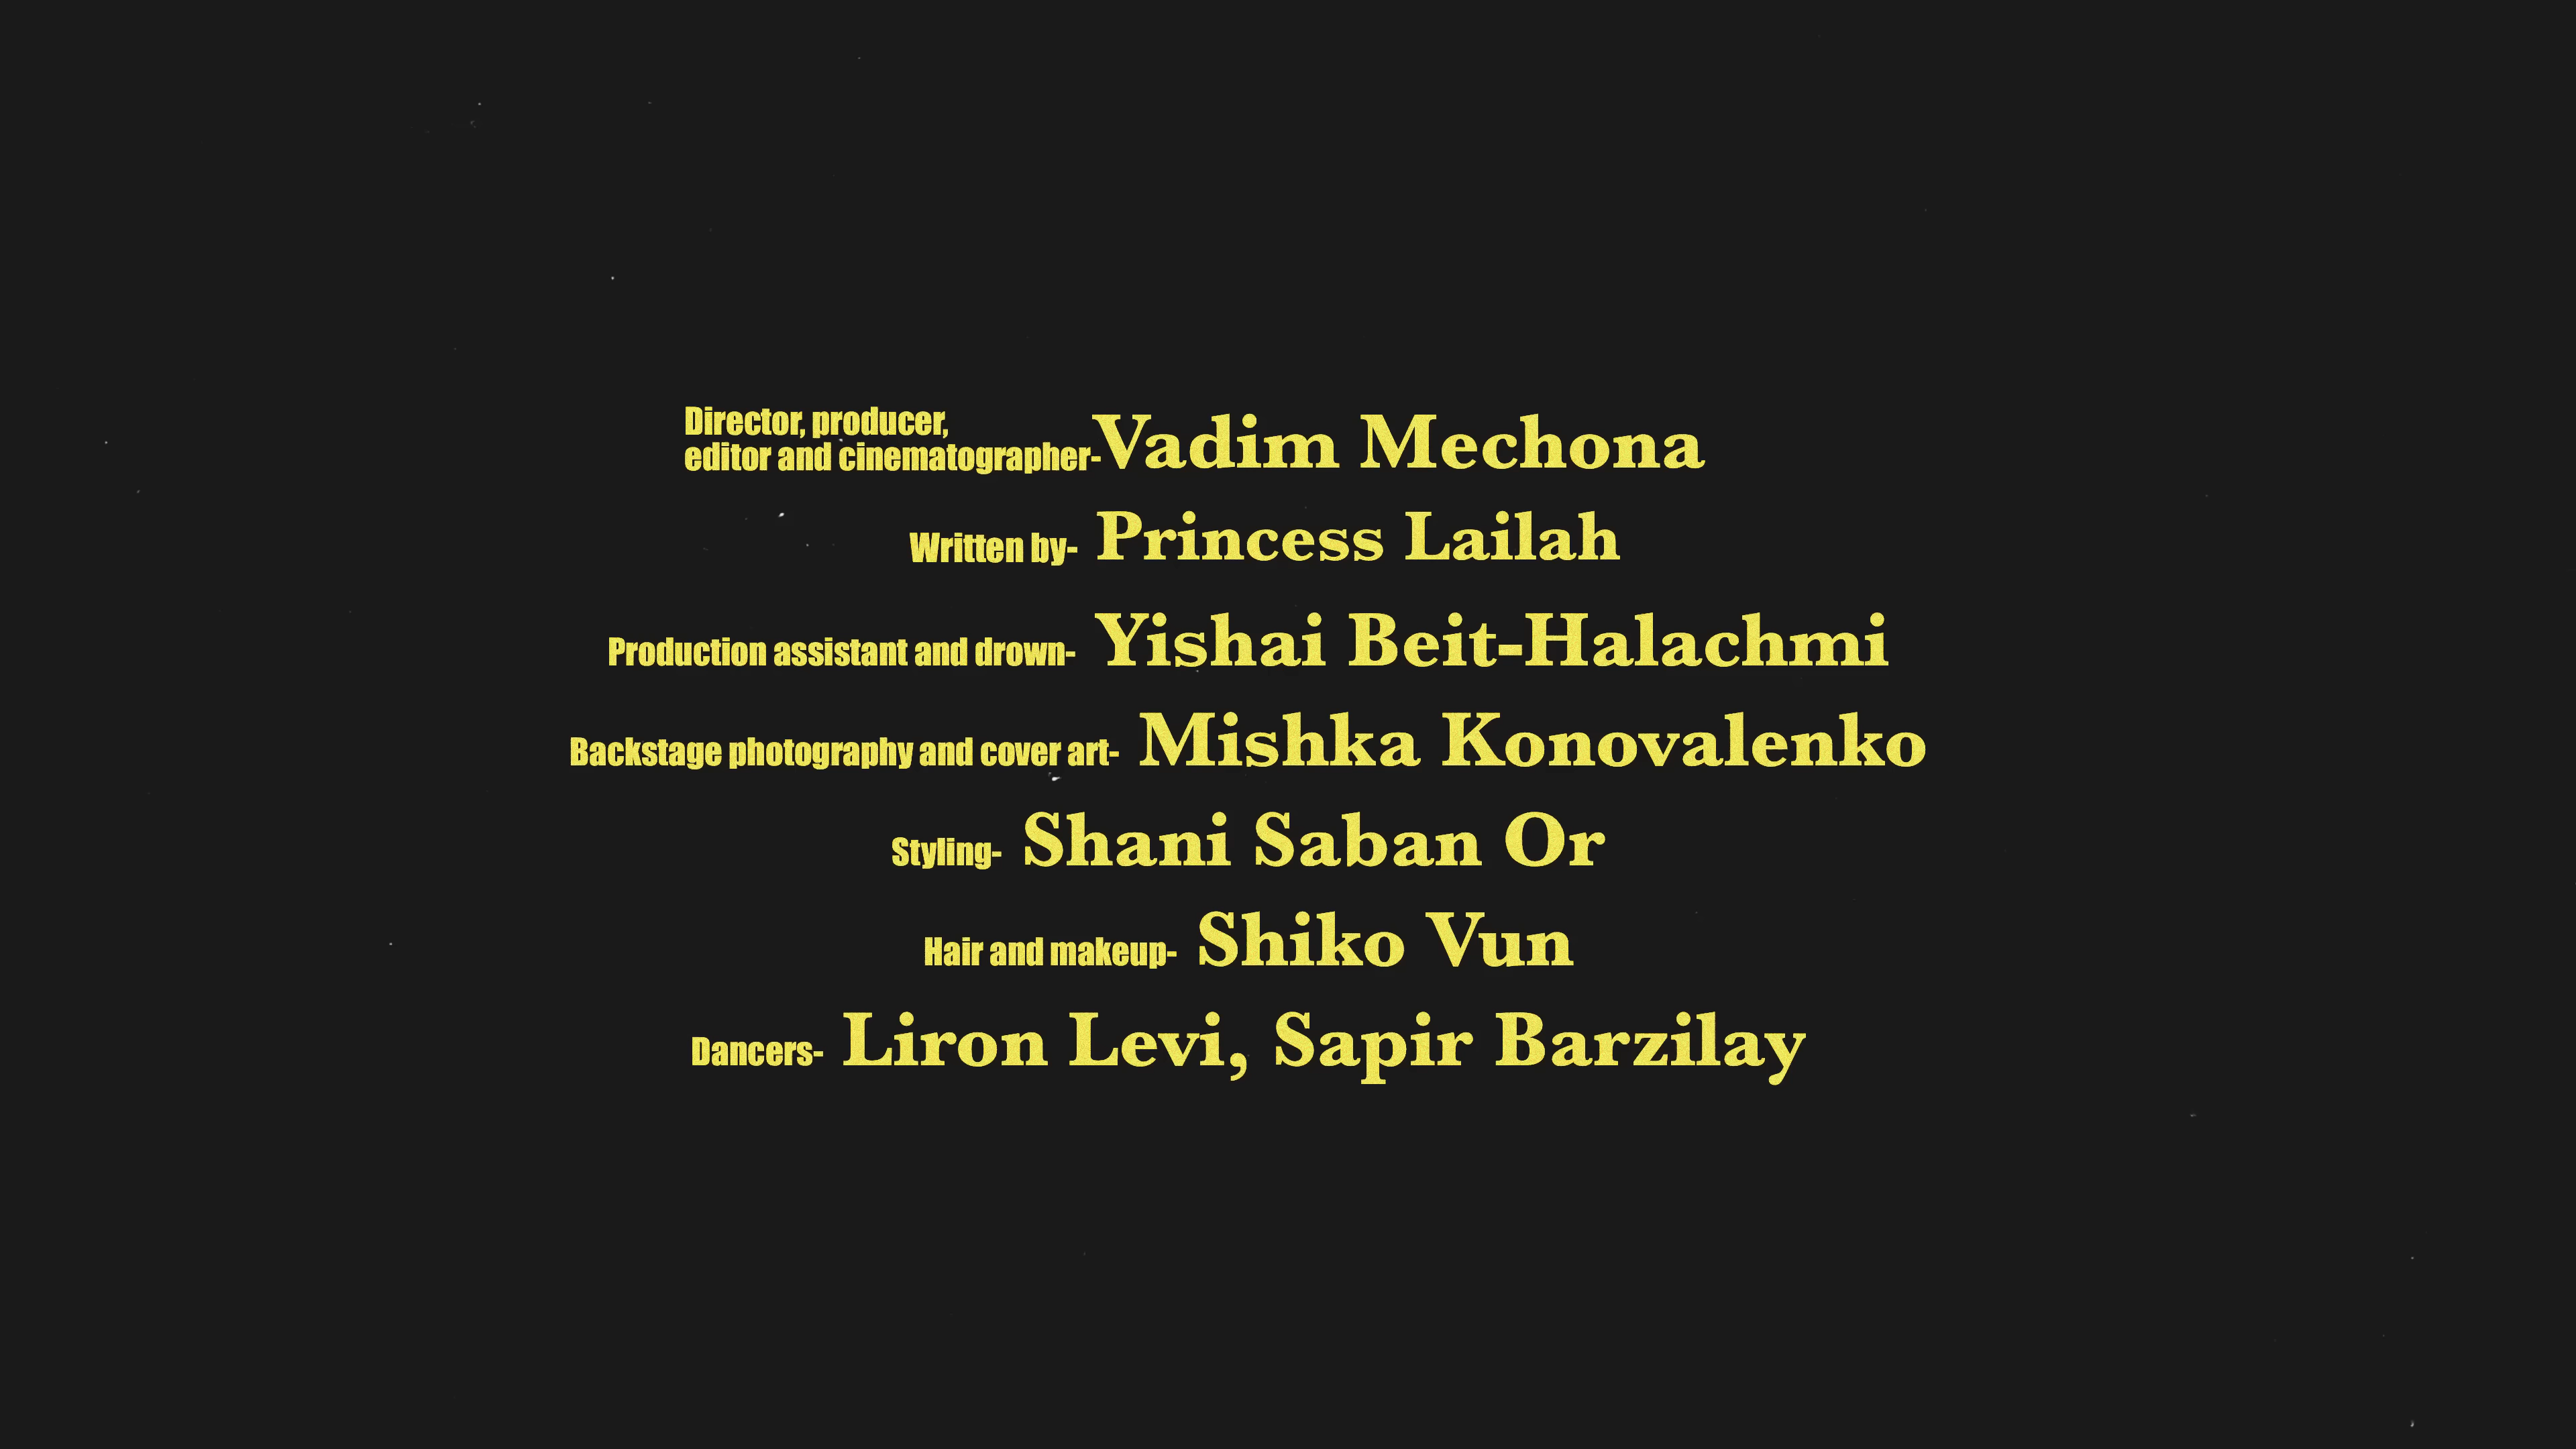 Director, producer,
editor and cinematographer- Vadim Mechona
Written by- Princess Lailah
Production assistant and drown- Yishai Beit-Halachmi
Backstage photography and cover art- Mishka Konovalenko
Styling- Shani Saban Or
Hair and makeup- Shiko Vun
Dancers- Liron Levi, Sapir Barzilay